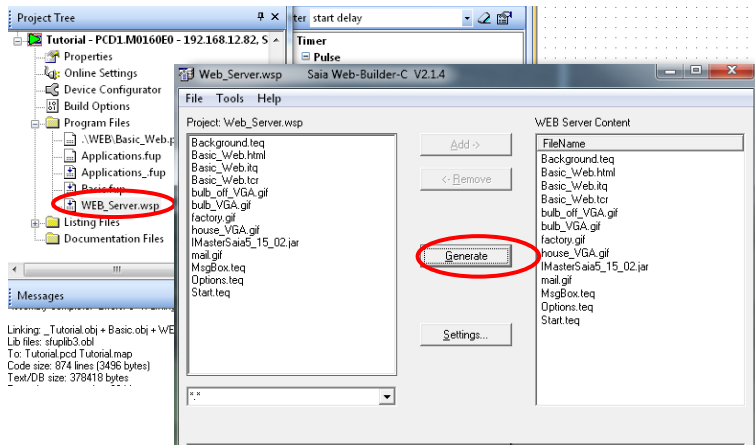 Project Tree
ter start delay
Tutorial - PCD1.M0160E0 - 192.168.12.82, S
Properties
Online Settings
Device Configurator
Build Options
Program Files
.\WEB\Basic_Web.p
Applications.fup
Applications_.fup
Basic.fup
WEB_Server.wsp
Listing Files
Documentation Files
Messages
Linking: _Tutorial.obj + Basic.obj + WE
Lib files: sfuplib3.obl
To: Tutorial.pcd Tutorial.map
Code size: 874 lines (3496 bytes)
Text/DB size: 378418 bytes
Timer
Pulse
Web_Server.wsp Saia Web-Builder-C V2.1.4
File Tools Help
Project: Web_Server.wsp
Background.teq
Basic_Web.html
Basic_Web.itq
Basic_Web.tcr
bulb_off_VGA.gif
bulb_VGA.gif
factory.gif
house_VGA.gif
IMasterSaia5_15_02.jar
mail.gif
MsgBox.teq
Options.teq
Start.teq
*.*
Add ->
<- Remove
Generate
Settings...
WEB Server Content
FileName
Background.teq
Basic_Web.html
Basic_Web.itq
Basic_Web.tcr
bulb_off_VGA.gif
bulb_VGA.gif
factory.gif
house_VGA.gif
IMasterSaia5_15_02.jar
mail.gif
MsgBox.teq
Options.teq
Start.teq